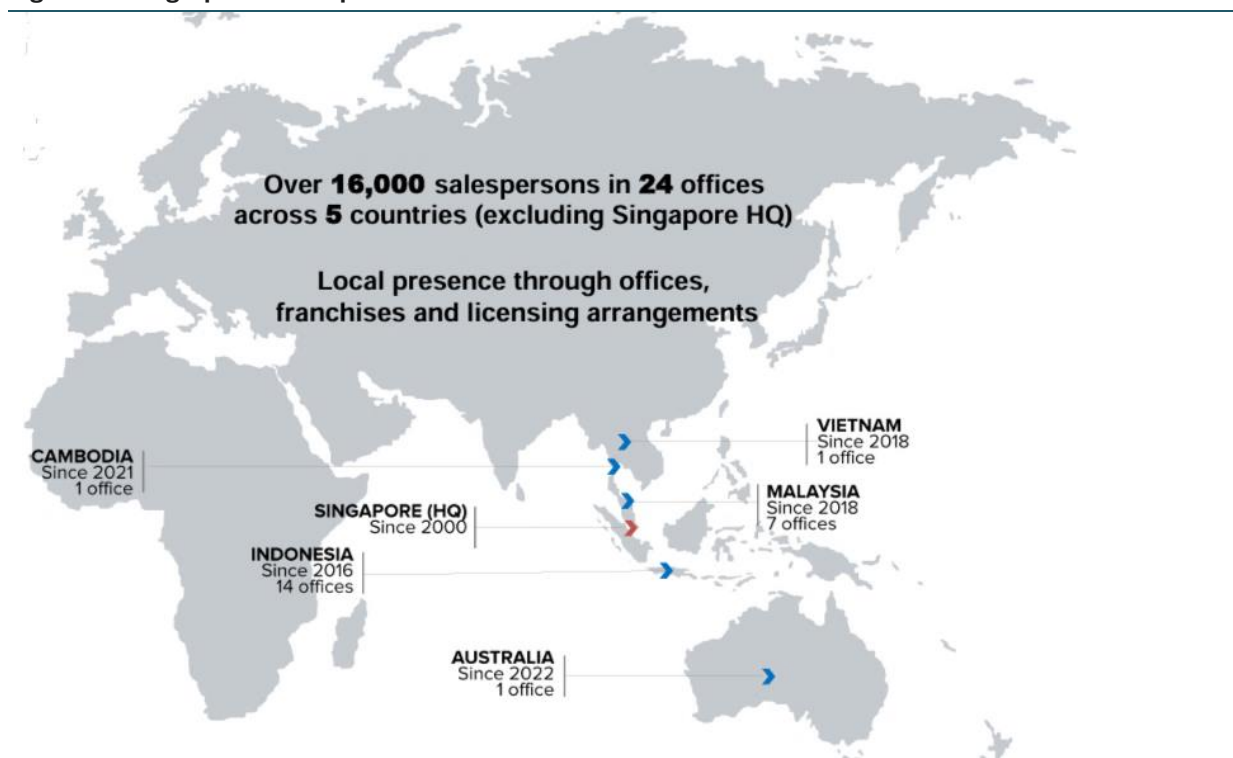 Over 16,000 salespersons in 24 offices
across 5 countries (excluding Singapore HQ)
Local presence through offices,
franchises and licensing arrangements
VIETNAM
Since 2018
1 office
CAMBODIA
Since 2021
1 office
MALAYSIA
Since 2018
7 offices
SINGAPORE (HQ)
Since 2000
INDONESIA
Since 2016
14 offices
AUSTRALIA
Since 2022
1 office